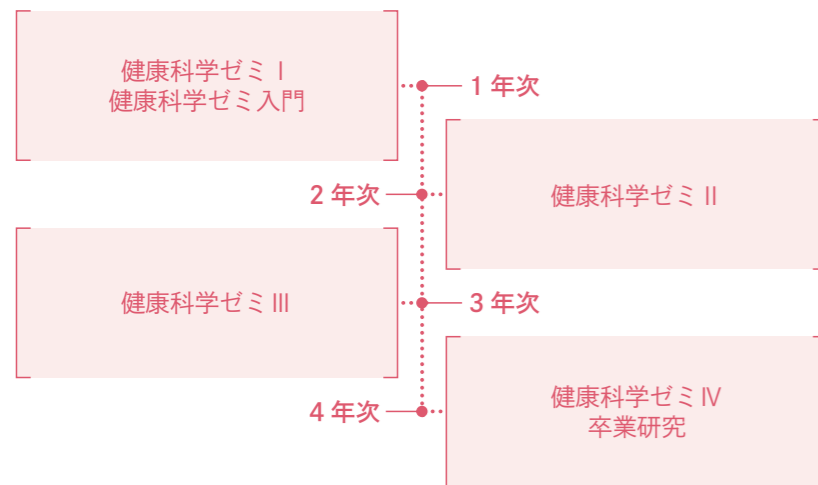 健康科学ゼミⅠ
健康科学ゼミ入門
1 年次
2 年次
健康科学ゼミⅡ
健康科学ゼミⅢ
3 年次
4 年次
健康科学ゼミⅣ
卒業研究